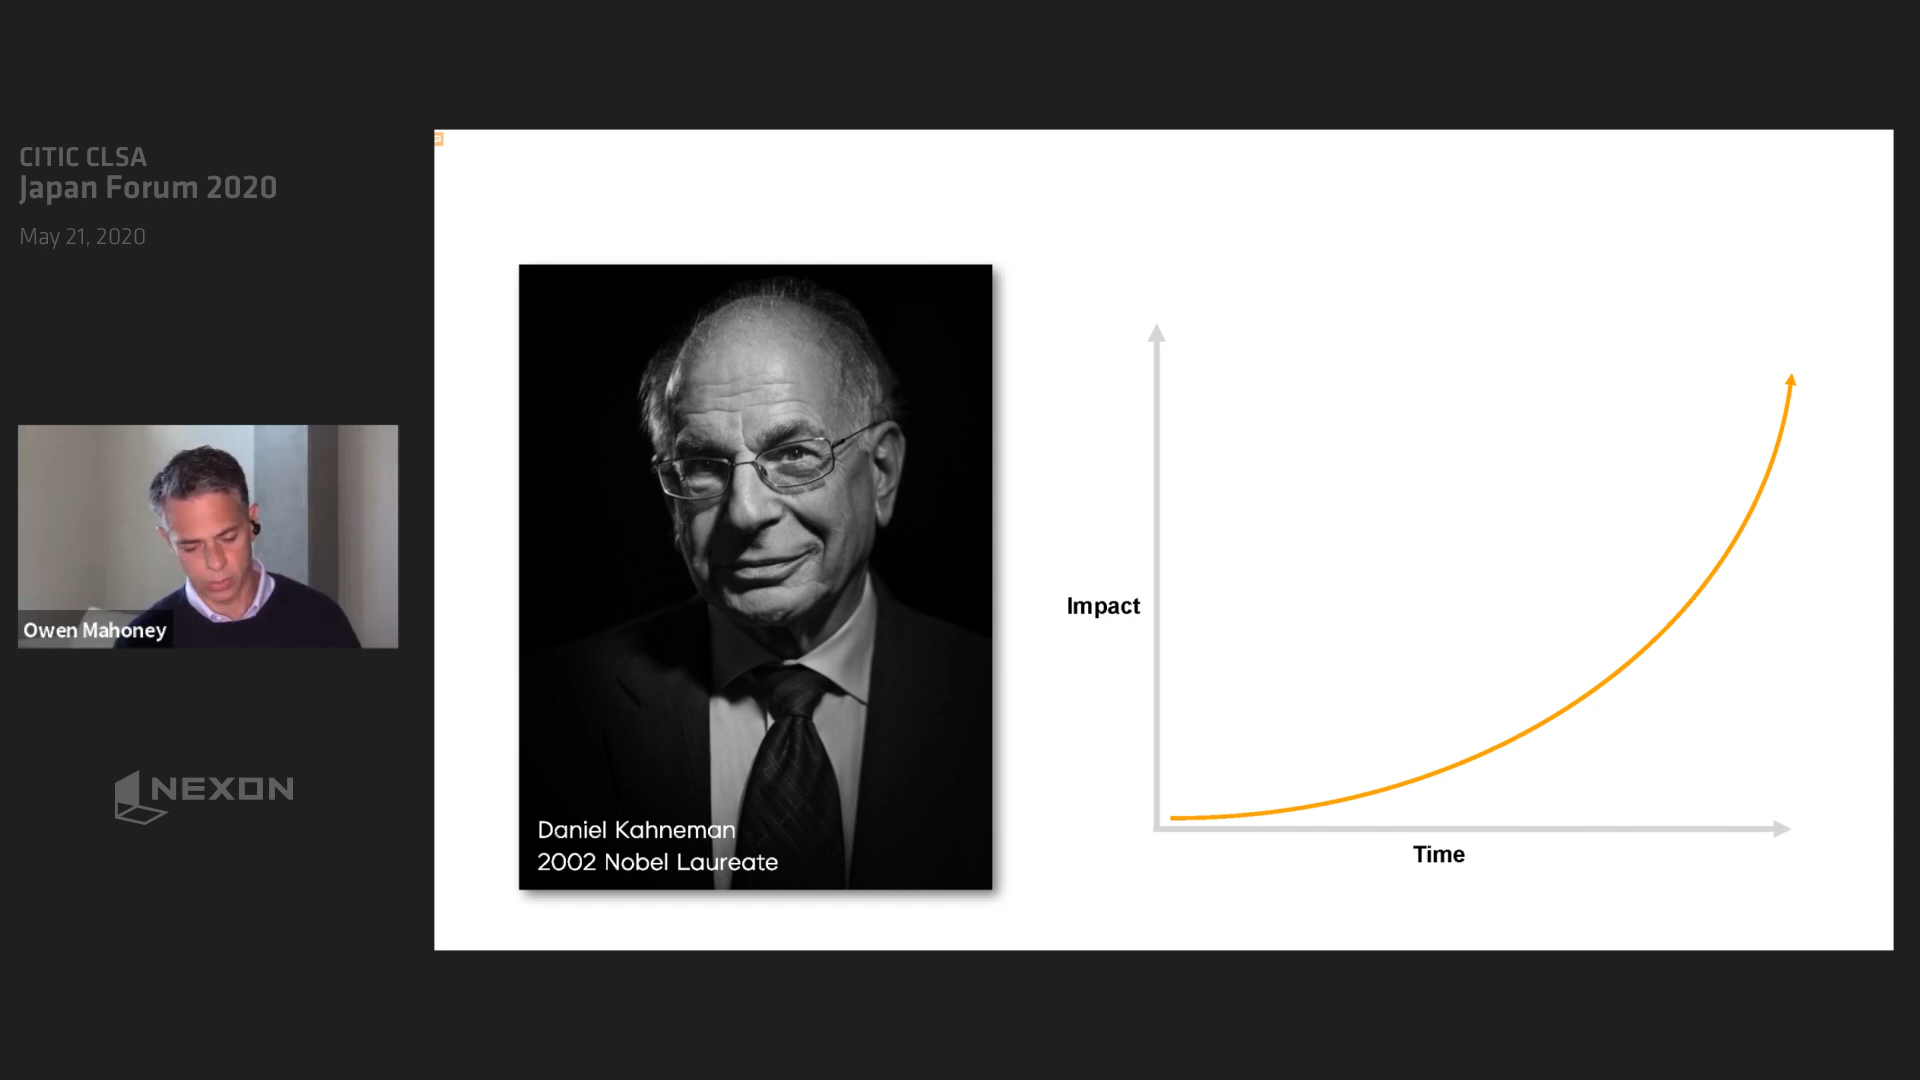 CITIC CLSA
Japan Forum 2020
May 21, 2020
Owen Mahoney
NEXON
Daniel Kahneman
2002 Nobel Laureate
Impact
Time